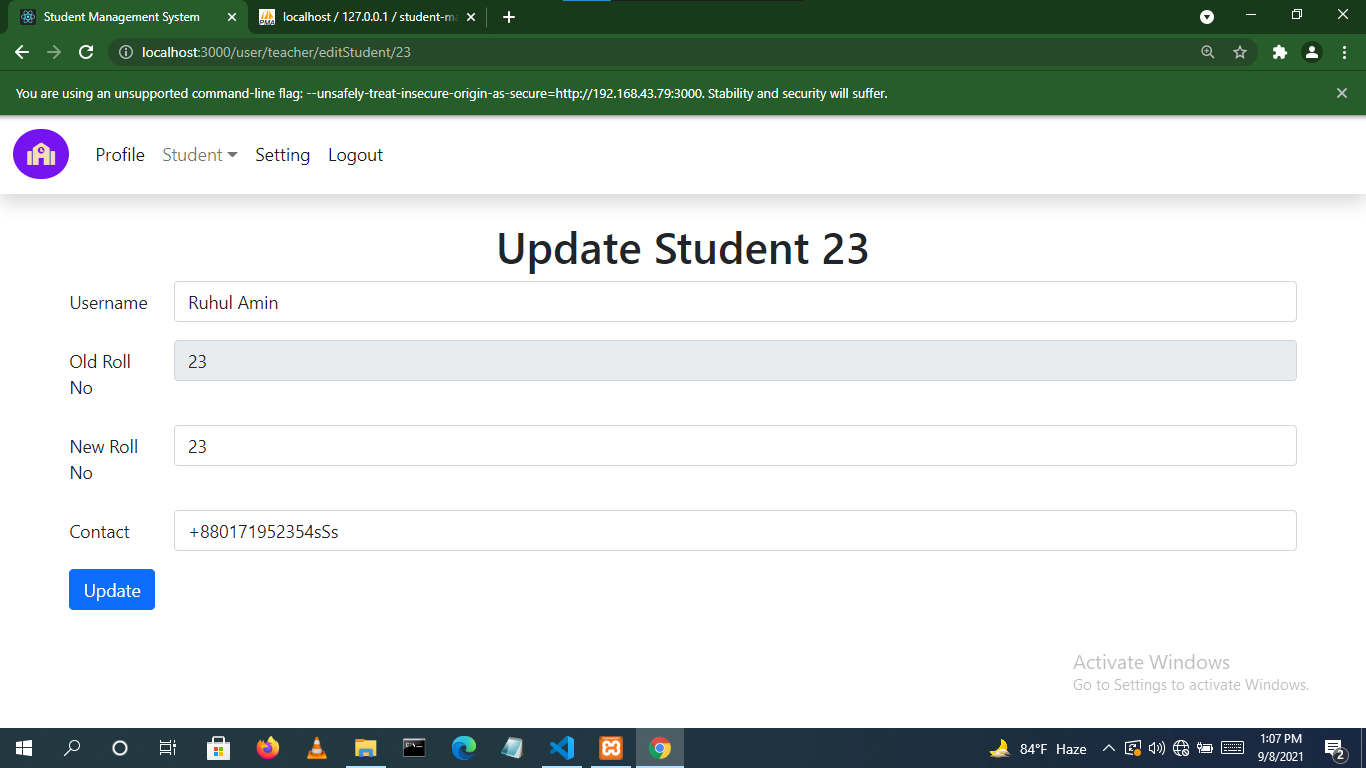 Student Management System
localhost / 127.0.0.1 / student-ma
localhost:3000/user/teacher/editStudent/23
You are using an unsupported command-line flag: --unsafely-treat-insecure-origin-as-secure=http://192.168.43.79:3000. Stability and security will suffer.
Profile Student Setting Logout
Update Student 23
Username Ruhul Amin
Old Roll No 23
New Roll No 23
Contact +880171952354sSs
Update
Activate Windows
Go to Settings to activate Windows.
84°F Haze
1:07 PM
9/8/2021
2